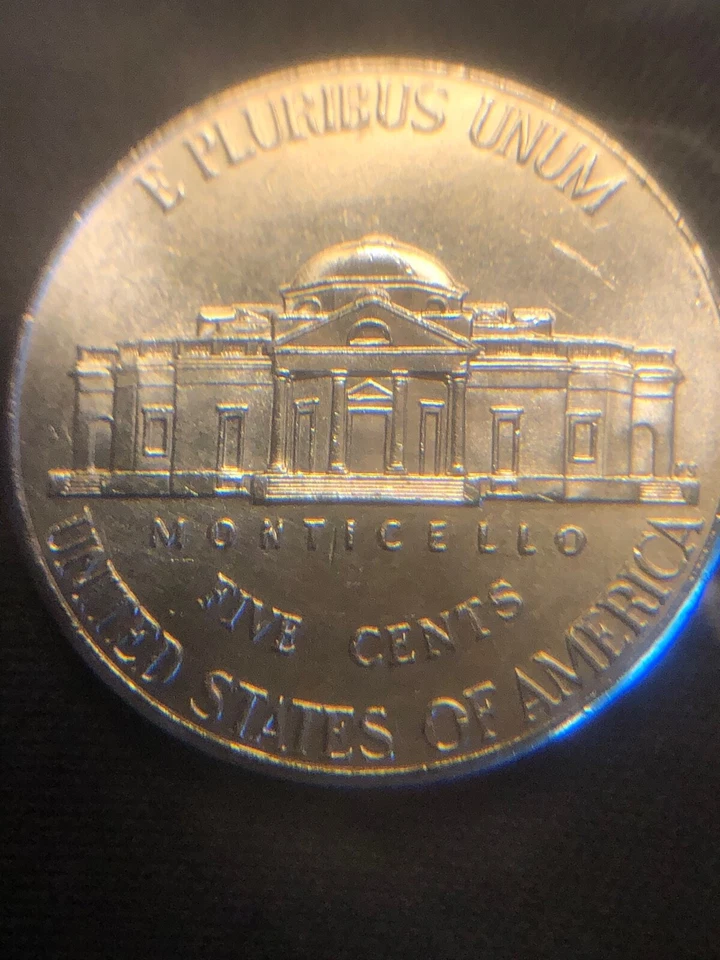 E PLURIBUS UNUM
MONTICELLO
FIVE CENTS
UNITED STATES OF AMERICA